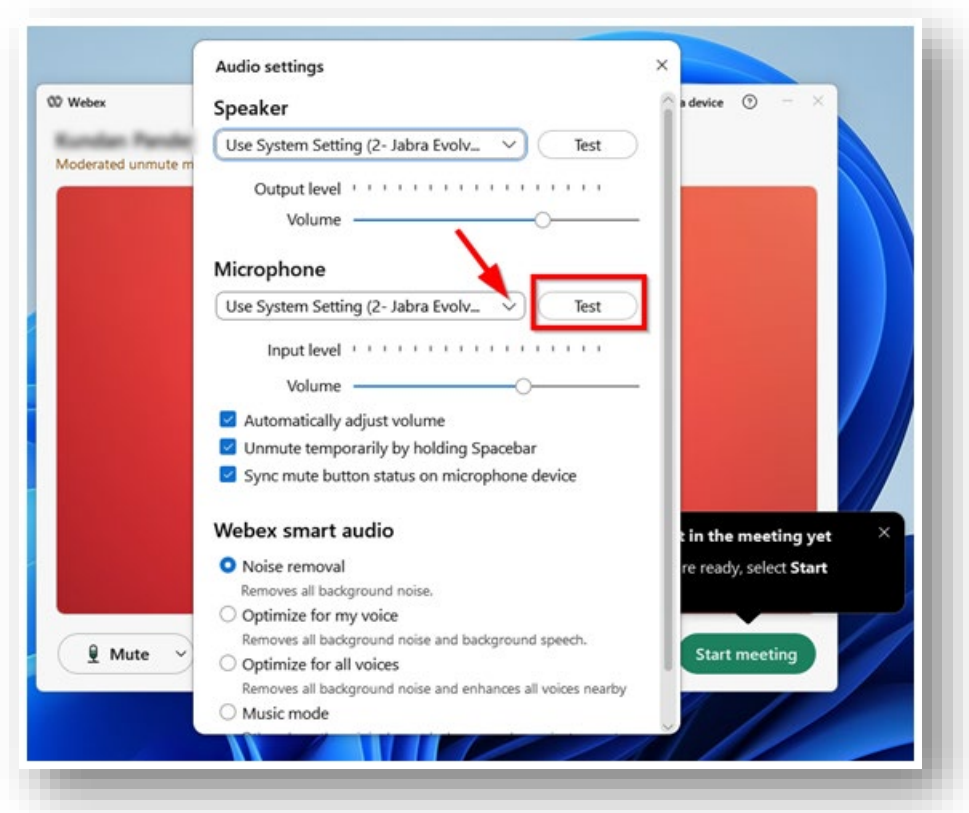 Audio settings
Webex
a device
Speaker
Moderated unmute m
Use System Setting (2- Jabra Evolv...
Test
Output level
Volume
Microphone
Use System Setting (2- Jabra Evolv...
Test
Input level
Volume
Automatically adjust volume
Unmute temporarily by holding Spacebar
Sync mute button status on microphone device
Webex smart audio
t in the meeting yet
Noise removal
re ready, select Start
Removes all background noise.
Optimize for my voice
Removes all background noise and background speech.
Mute
Optimize for all voices
Start meeting
Removes all background noise and enhances all voices nearby
Music mode